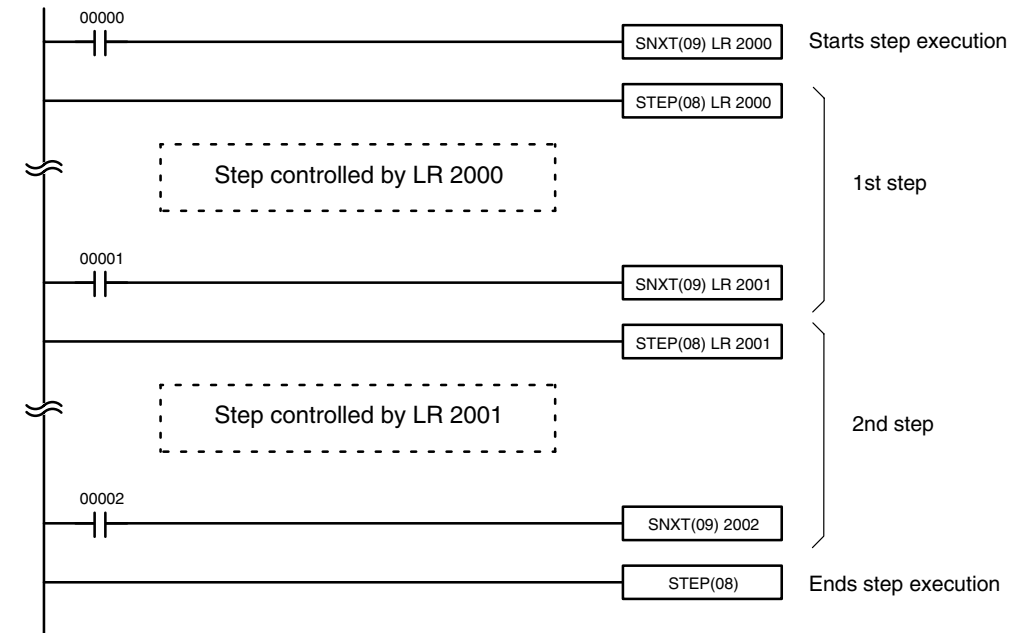 00000
SNXT(09) LR 2000 Starts step execution
STEP(08) LR 2000
Step controlled by LR 2000
1st step
00001
SNXT(09) LR 2001
STEP(08) LR 2001
Step controlled by LR 2001
2nd step
00002
SNXT(09) 2002
STEP(08) Ends step execution